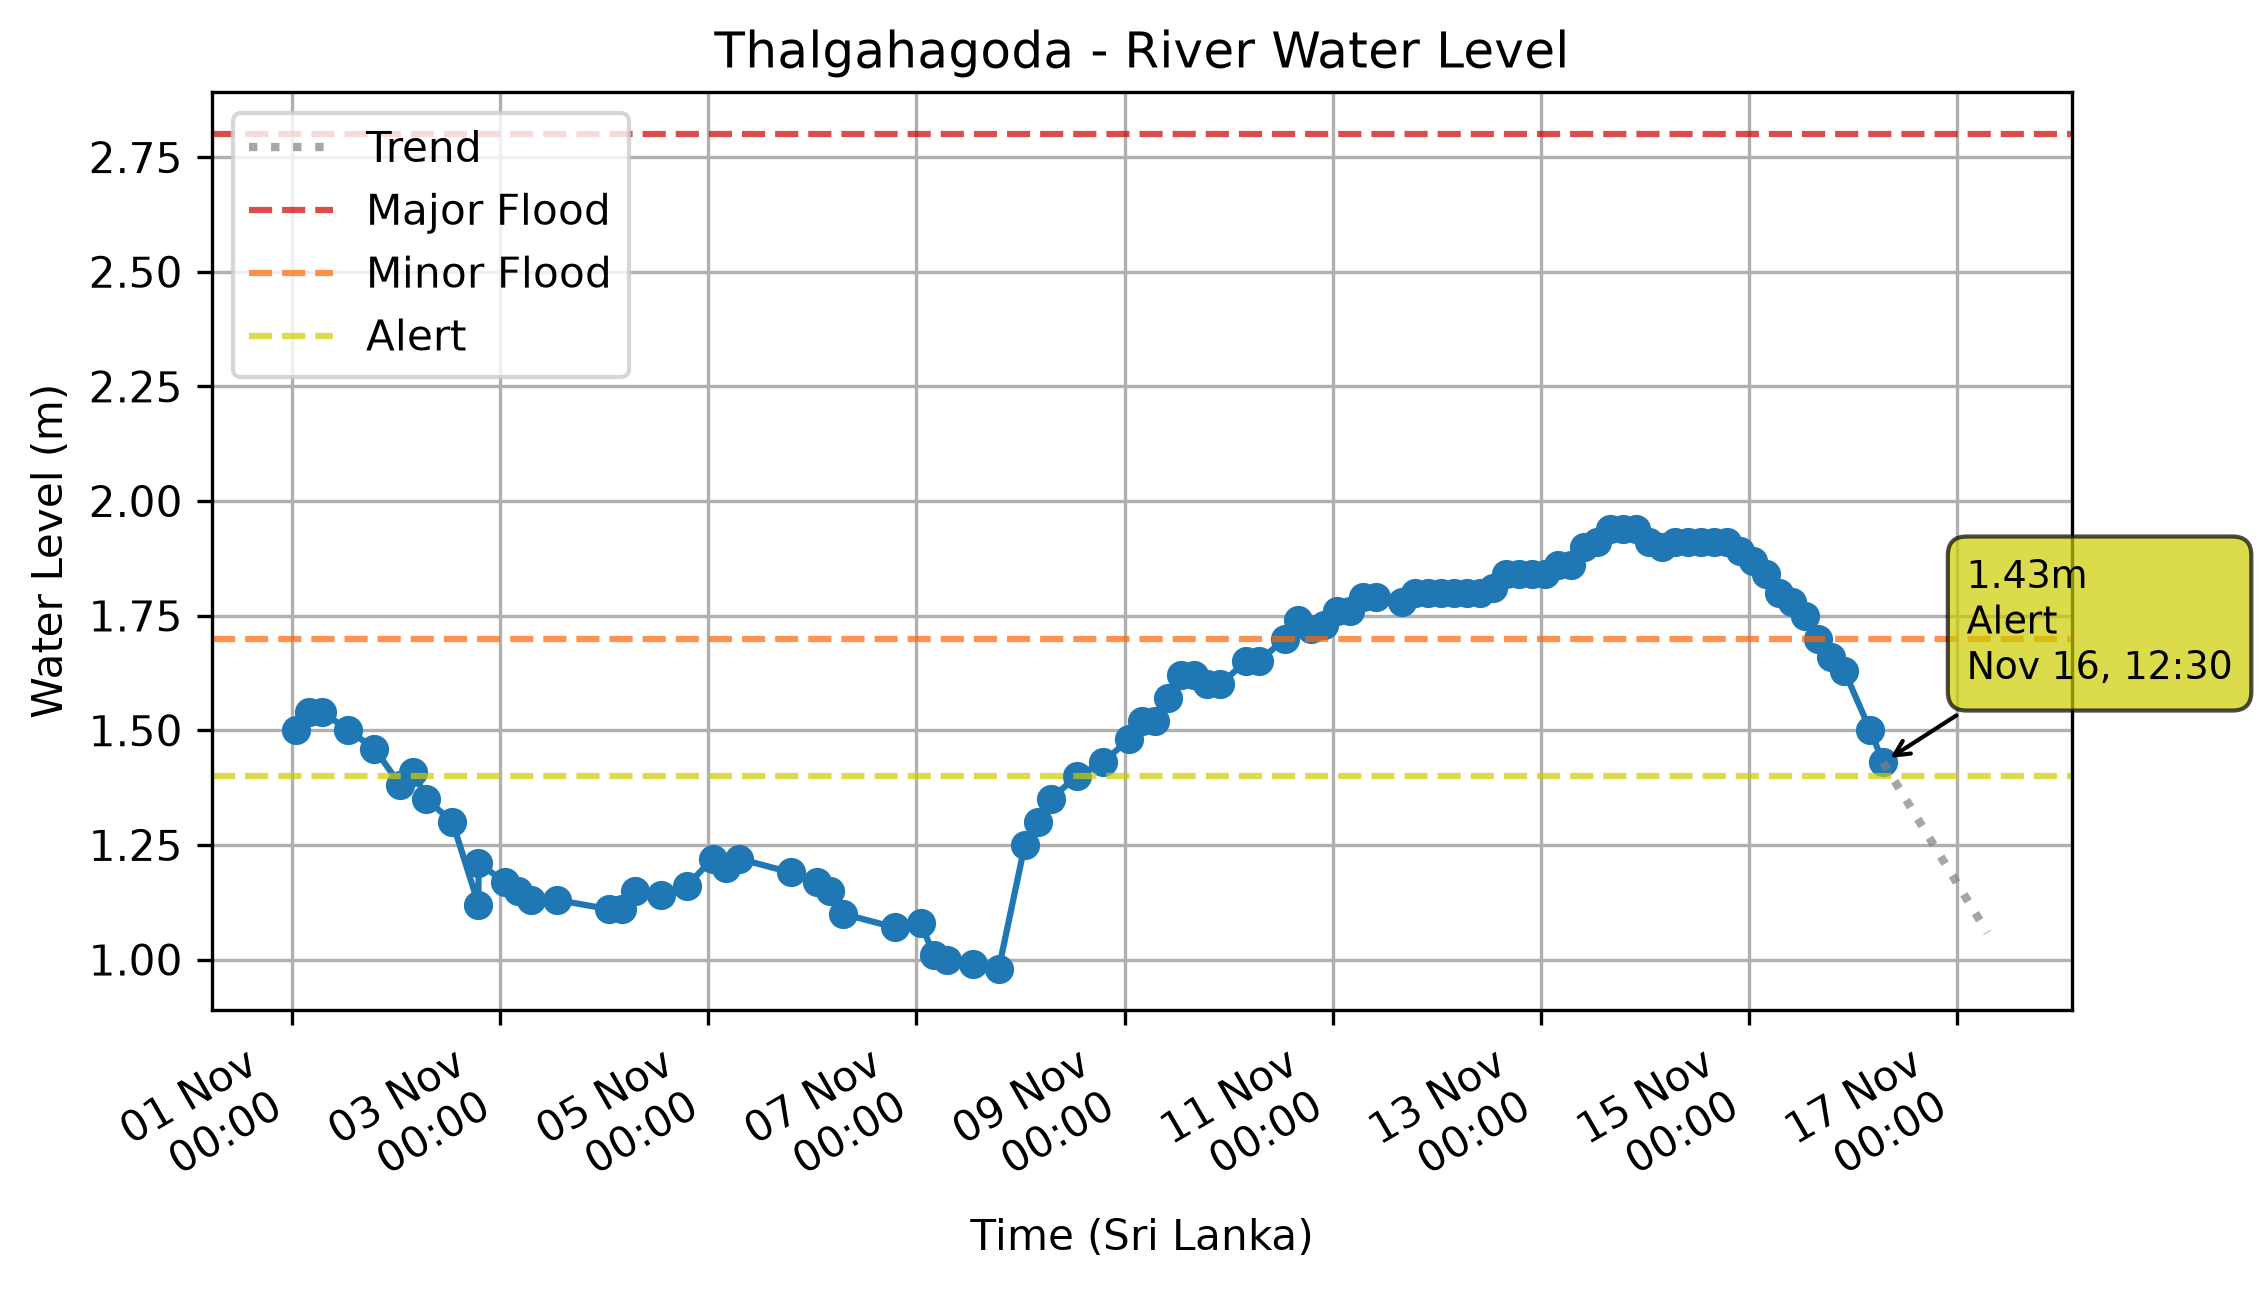 Thalgahagoda - River Water Level
Trend
Major Flood
Minor Flood
Alert
Water Level (m)
2.75
2.50
2.25
2.00
1.75
1.50
1.25
1.00
1.43m
Alert
Nov 16, 12:30
01 Nov
00:00
03 Nov
00:00
05 Nov
00:00
07 Nov
00:00
09 Nov
00:00
11 Nov
00:00
13 Nov
00:00
15 Nov
00:00
17 Nov
00:00
Time (Sri Lanka)